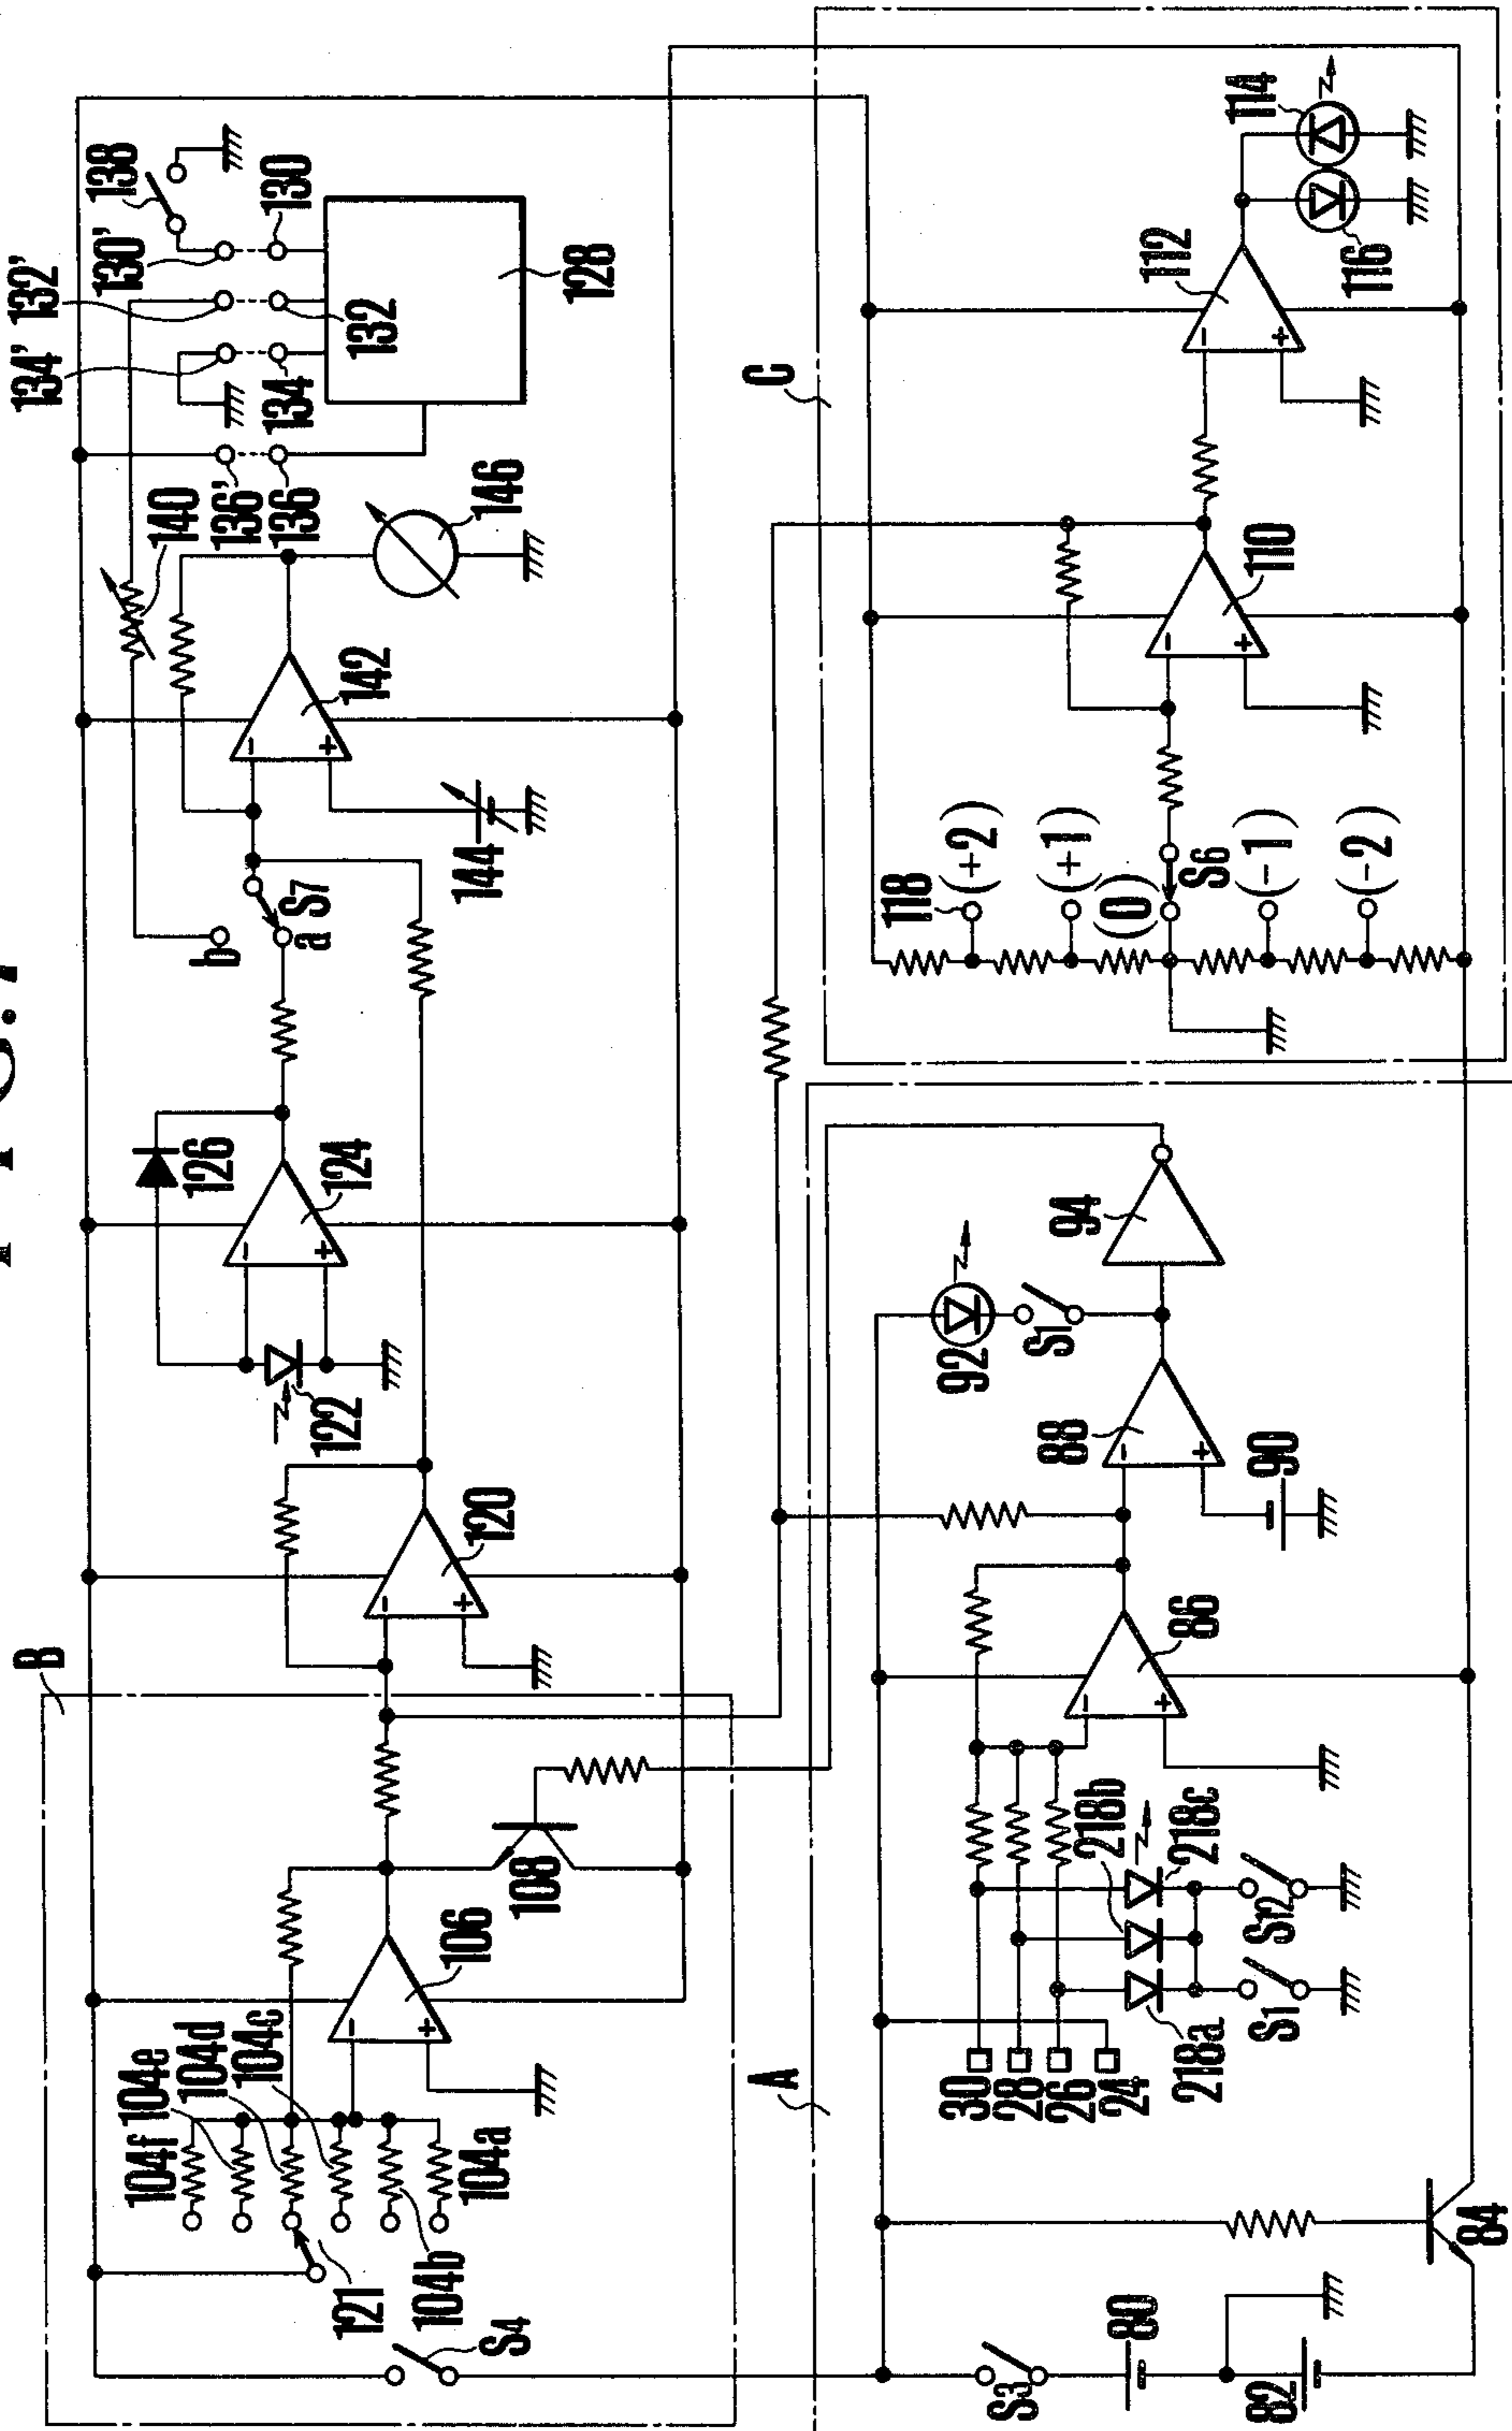 B
104f
104e
104d
104c
104b
104a
121
S4
106
108
120
122
124
126
b
a
S7
140
142
144
146
136'
136
134'
134
132'
132
130'
130
138
128
A
30
28
26
24
218a
218b
218c
S1
S12
86
88
90
92
S1
94
S3
80
82
84
C
118
(+2)
(+1)
(0)
S6
(-1)
(-2)
110
112
114
116
- +
- +
- +
- +
- +
- +
- +
- +